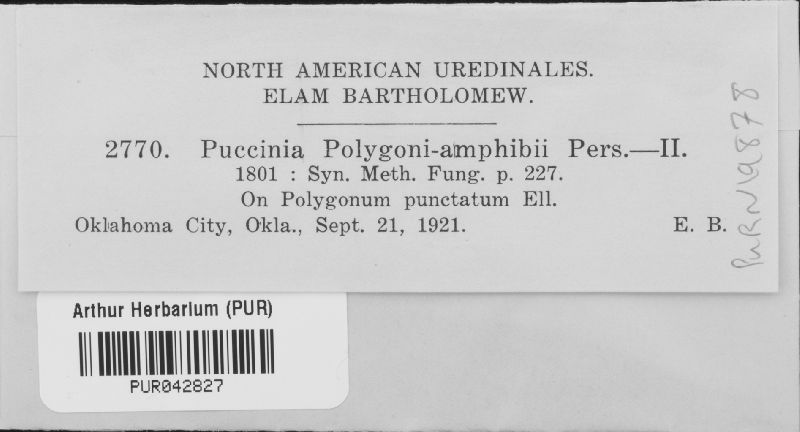 NORTH AMERICAN UREDINALES.
ELAM BARTHOLOMEW.
2770. Puccinia Polygoni-amphibii Pers.—II.
1801 : Syn. Meth. Fung. p. 227.
On Polygonum punctatum Ell.
Oklahoma City, Okla., Sept. 21, 1921. E. B.
PURN19878
Arthur Herbarium (PUR)
PUR042827